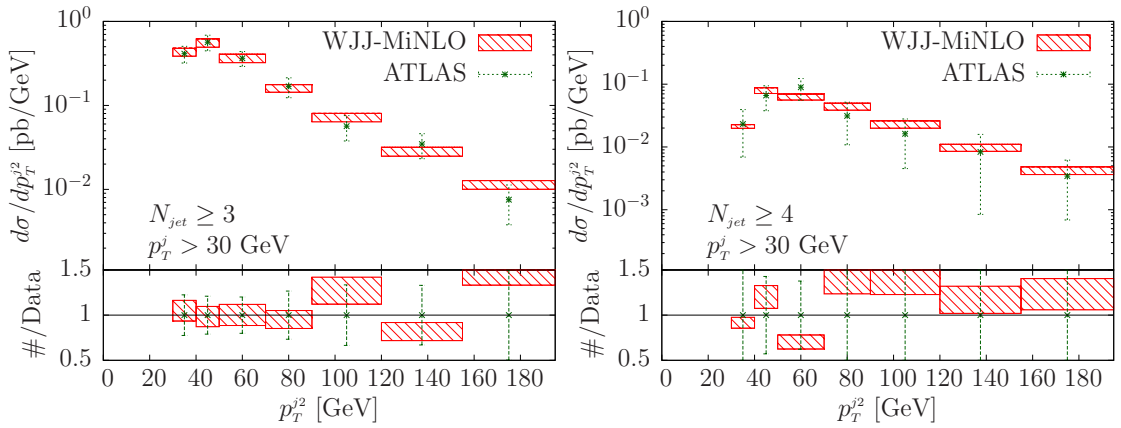 10^0
10^-1
10^-2
dσ/dp_T^{j2} [pb/GeV]
WJJ-MiNLO
ATLAS
N_jet ≥ 3
p_T^j > 30 GeV
1.5
1
0.5
#/Data
0 20 40 60 80 100 120 140 160 180
p_T^{j2} [GeV]
10^0
10^-1
10^-2
10^-3
dσ/dp_T^{j2} [pb/GeV]
WJJ-MiNLO
ATLAS
N_jet ≥ 4
p_T^j > 30 GeV
1.5
1
0.5
#/Data
0 20 40 60 80 100 120 140 160 180
p_T^{j2} [GeV]